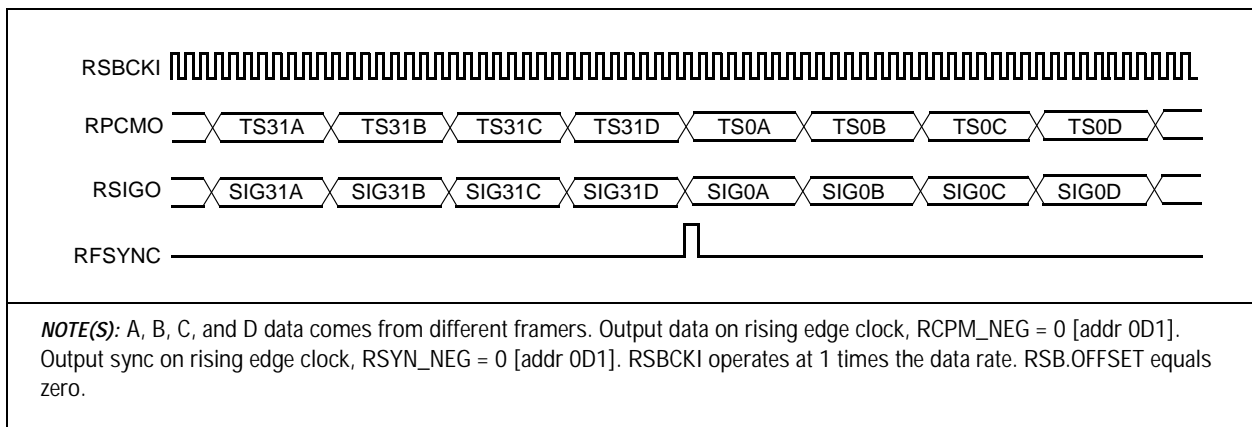 RSBCKI
RPCMO TS31A TS31B TS31C TS31D TS0A TS0B TS0C TS0D
RSIGO SIG31A SIG31B SIG31C SIG31D SIG0A SIG0B SIG0C SIG0D
RFSYNC
NOTE(S): A, B, C, and D data comes from different framers. Output data on rising edge clock, RCPM_NEG = 0 [addr 0D1].
Output sync on rising edge clock, RSYN_NEG = 0 [addr 0D1]. RSBCKI operates at 1 times the data rate. RSB.OFFSET equals
zero.